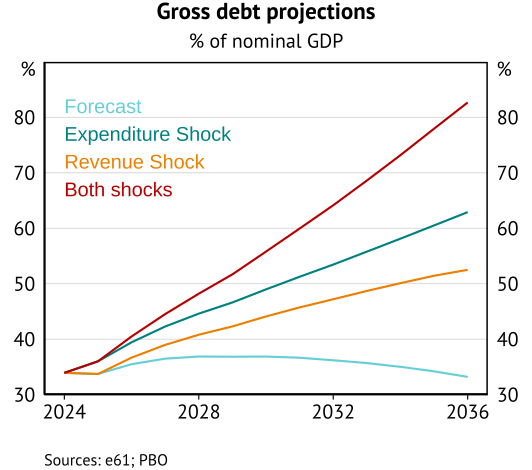 Gross debt projections
% of nominal GDP
% %
Forecast
Expenditure Shock
Revenue Shock
Both shocks
80 80
70 70
60 60
50 50
40 40
30 30
2024 2028 2032 2036
Sources: e61; PBO